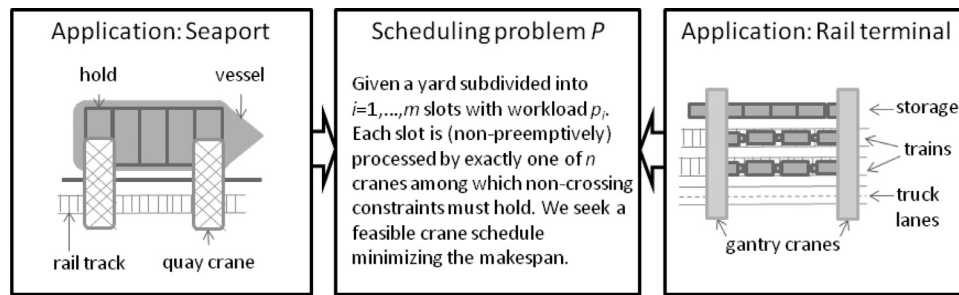 Application: Seaport
hold
vessel
rail track
quay crane
Scheduling problem P
Given a yard subdivided into
i=1,...,m slots with workload pᵢ.
Each slot is (non-preemptively)
processed by exactly one of n
cranes among which non-crossing
constraints must hold. We seek a
feasible crane schedule
minimizing the makespan.
Application: Rail terminal
storage
trains
truck
lanes
gantry cranes